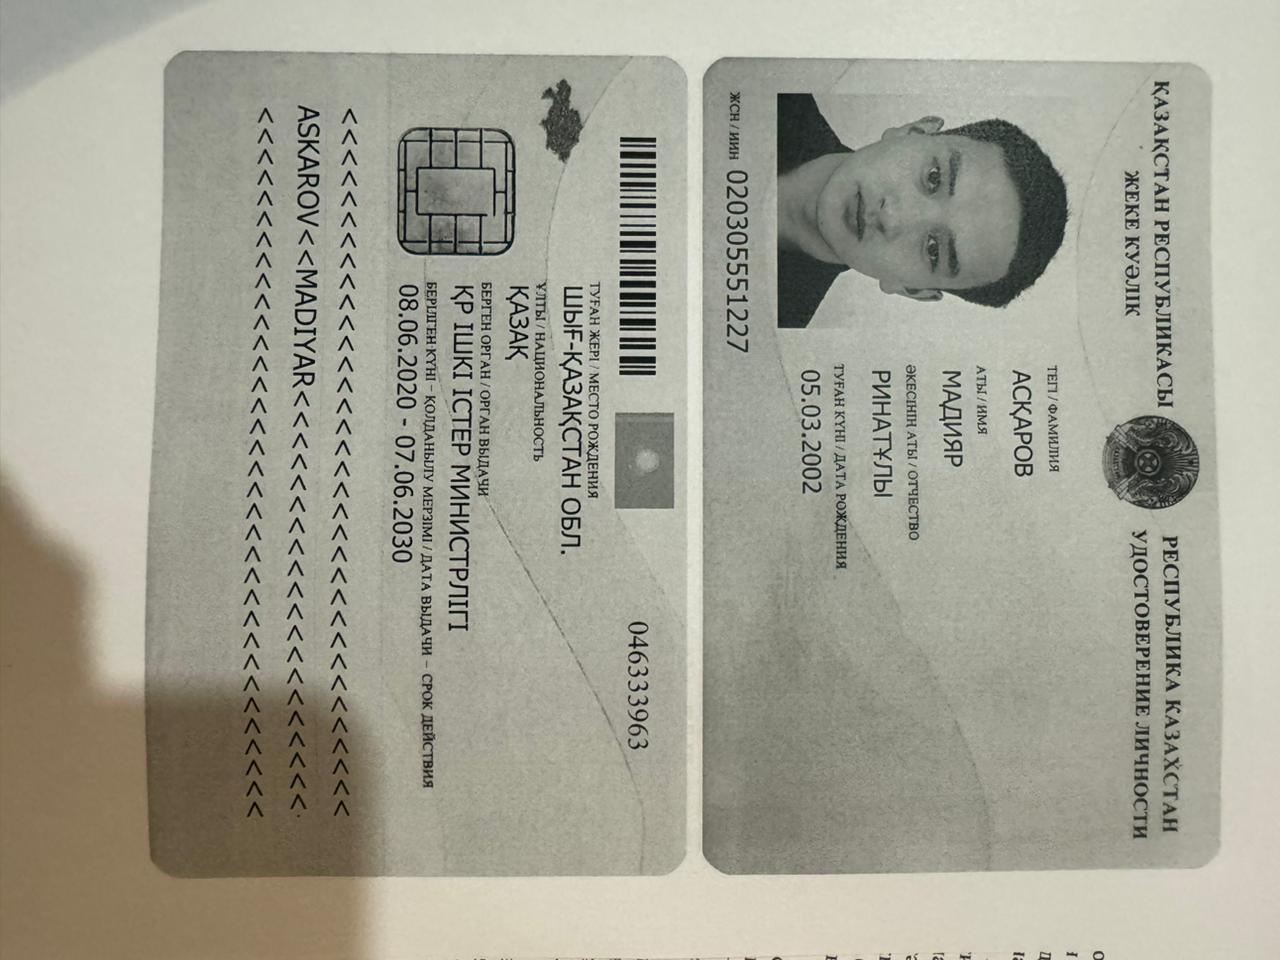 ҚАЗАҚСТАН РЕСПУБЛИКАСЫ
ЖЕКЕ КУӘЛІК
РЕСПУБЛИКА КАЗАХСТАН
УДОСТОВЕРЕНИЕ ЛИЧНОСТИ
ТЕГІ / ФАМИЛИЯ
АСҚАРОВ
АТЫ / ИМЯ
МАДИЯР
ӘКЕСІНІҢ АТЫ / ОТЧЕСТВО
РИНАТҰЛЫ
ТУҒАН КҮНІ / ДАТА РОЖДЕНИЯ
05.03.2002
ЖСН / ИИН 020305551227
046333963
ТУҒАН ЖЕРІ / МЕСТО РОЖДЕНИЯ
ШЫҒ-ҚАЗАҚСТАН ОБЛ.
ҰЛТЫ / НАЦИОНАЛЬНОСТЬ
ҚАЗАҚ
БЕРГЕН ОРГАН / ОРГАН ВЫДАЧИ
ҚР ІШКІ ІСТЕР МИНИСТРЛІГІ
БЕРІЛГЕН КҮНІ – ҚОЛДАНЫЛУ МЕРЗІМІ / ДАТА ВЫДАЧИ – СРОК ДЕЙСТВИЯ
08.06.2020 - 07.06.2030
<<<<<<<<<<<<<<<<<<<<<<<<<<<<<<<<<<
ASKAROV<<MADIYAR<<<<<<<<<<<<<<<<<<<<
<<<<<<<<<<<<<<<<<<<<<<<<<<<<<<<<<<